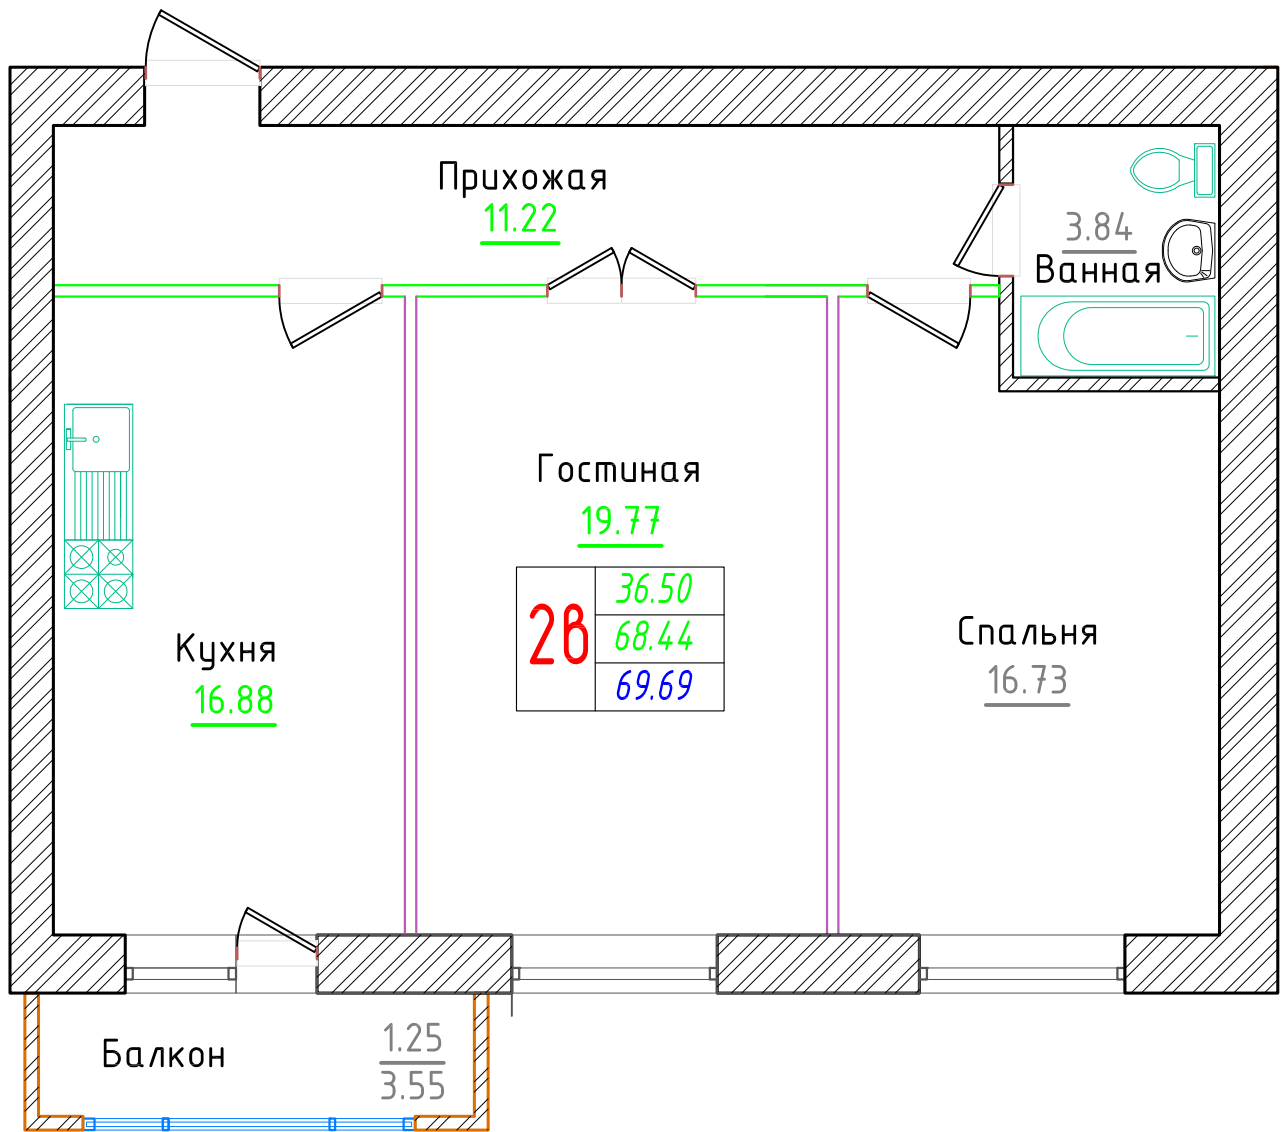 Прихожая
11.22
3.84
Ванная
Гостиная
19.77
2в
36.50
68.44
69.69
Кухня
16.88
Спальня
16.73
Балкон
1.25
3.55